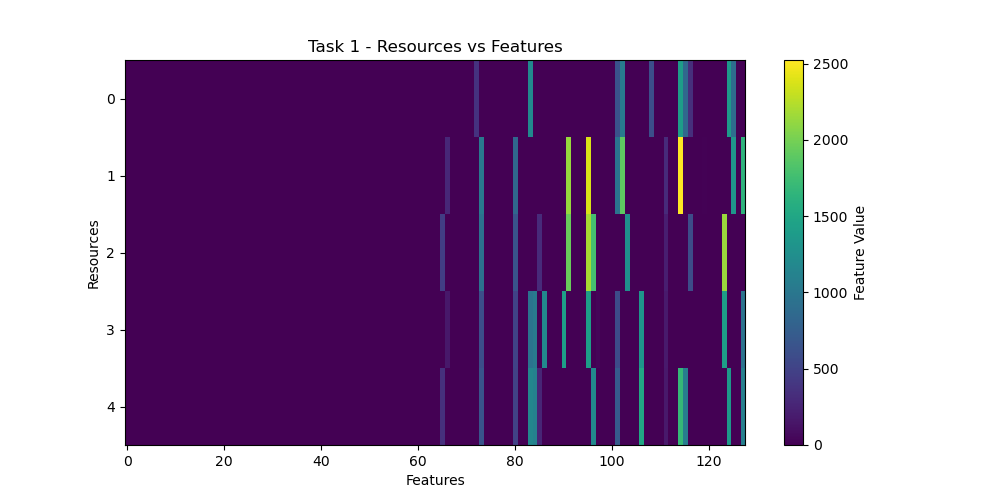 Task 1 - Resources vs Features
Resources
0
1
2
3
4
0 20 40 60 80 100 120
Features
2500
2000
1500
1000
500
0
Feature Value